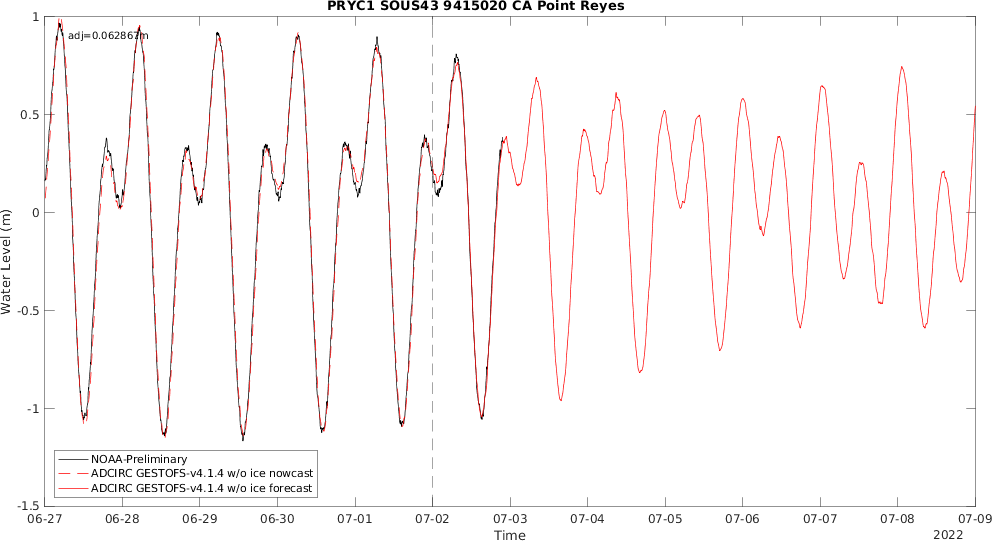 PRYC1 SOUS43 9415020 CA Point Reyes
adj=0.062867m
1
0.5
0
-0.5
-1
-1.5
Water Level (m)
NOAA-Preliminary
ADCIRC GESTOFS-v4.1.4 w/o ice nowcast
ADCIRC GESTOFS-v4.1.4 w/o ice forecast
06-27 06-28 06-29 06-30 07-01 07-02 07-03 07-04 07-05 07-06 07-07 07-08 07-09
Time
2022